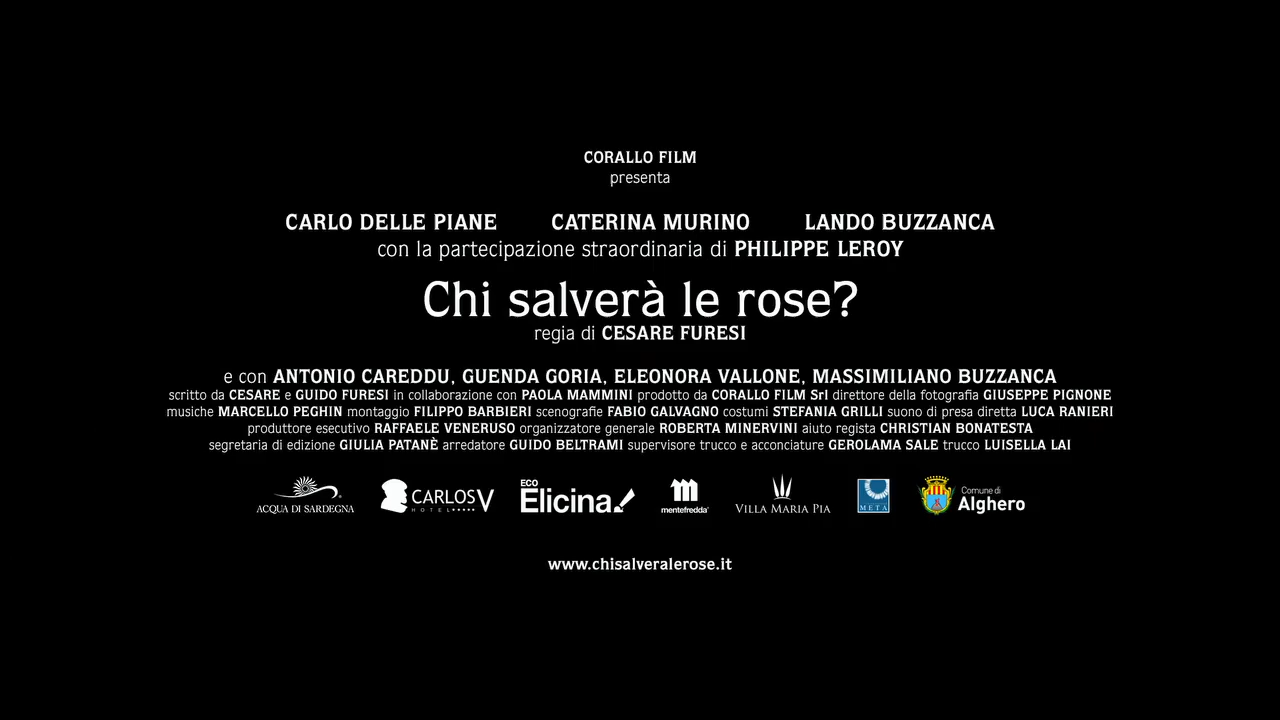 CORALLO FILM
presenta
CARLO DELLE PIANE CATERINA MURINO LANDO BUZZANCA
con la partecipazione straordinaria di PHILIPPE LEROY
Chi salverà le rose?
regia di CESARE FURESI
e con ANTONIO CAREDDU, GUENDA GORIA, ELEONORA VALLONE, MASSIMILIANO BUZZANCA
scritto da CESARE e GUIDO FURESI in collaborazione con PAOLA MAMMINI prodotto da CORALLO FILM Srl direttore della fotografia GIUSEPPE PIGNONE
musiche MARCELLO PEGHIN montaggio FILIPPO BARBIERI scenografie FABIO GALVAGNO costumi STEFANIA GRILLI suono di presa diretta LUCA RANIERI
produttore esecutivo RAFFAELE VENERUSO organizzatore generale ROBERTA MINERVINI aiuto regista CHRISTIAN BONATESTA
segretaria di edizione GIULIA PATANÈ arredatore GUIDO BELTRAMI supervisore trucco e acconciature GEROLAMA SALE trucco LUISELLA LAI
ACQUA DI SARDEGNA
CARLOS V
HOTEL
ECO
Elicina!
mentefredda
VILLA MARIA PIA
META
Comune di
Alghero
www.chisalveralerose.it